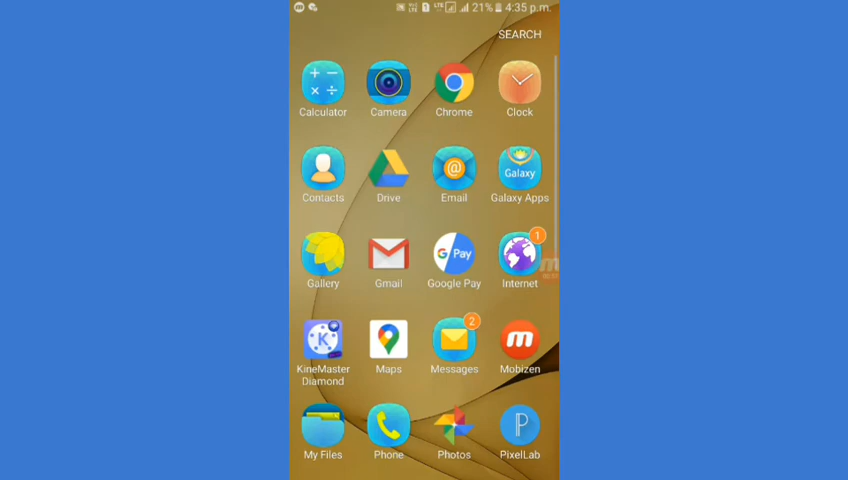 21% 4:35 p.m.
SEARCH
Calculator Camera Chrome Clock
Galaxy
Contacts Drive Email Galaxy Apps
G Pay 1
Gallery Gmail Google Pay Internet
K 2 m
KineMaster Diamond Maps Messages Mobizen
P
My Files Phone Photos PixelLab